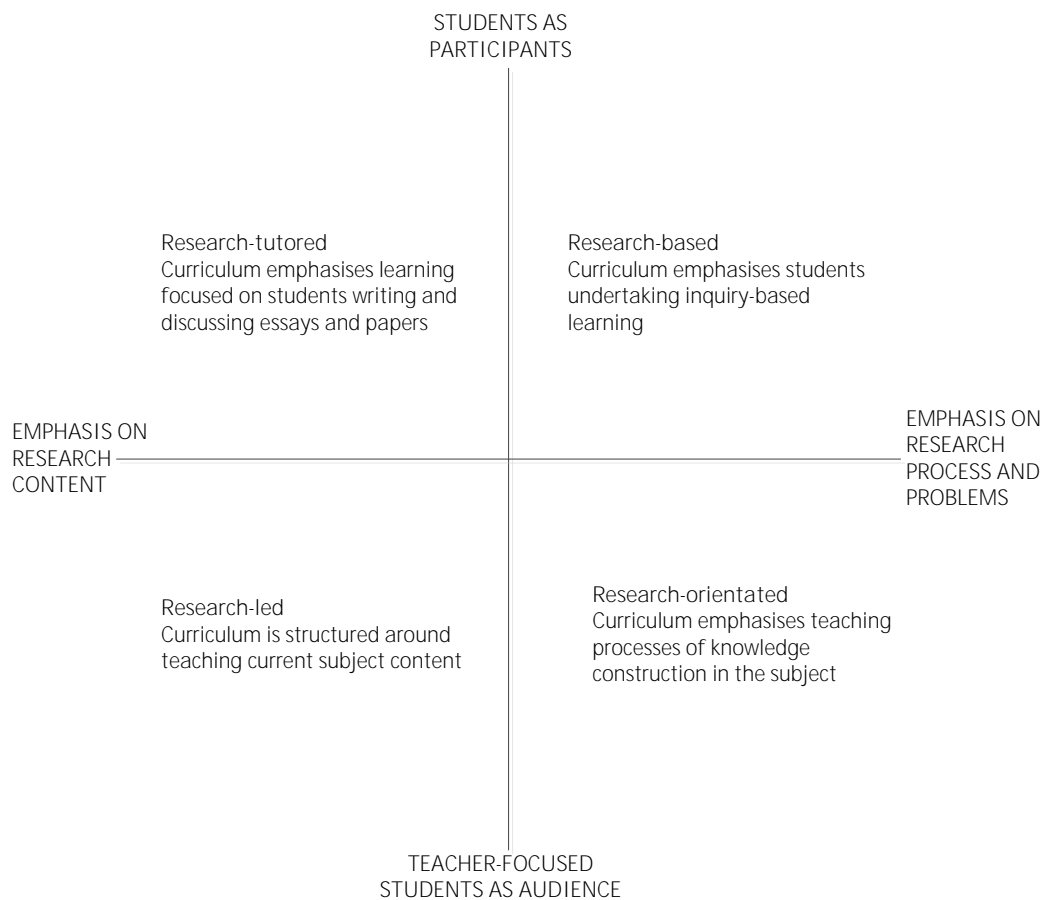 STUDENTS AS
PARTICIPANTS
Research-tutored
Curriculum emphasises learning
focused on students writing and
discussing essays and papers
Research-based
Curriculum emphasises students
undertaking inquiry-based
learning
EMPHASIS ON
RESEARCH
CONTENT
EMPHASIS ON
RESEARCH
PROCESS AND
PROBLEMS
Research-led
Curriculum is structured around
teaching current subject content
Research-orientated
Curriculum emphasises teaching
processes of knowledge
construction in the subject
TEACHER-FOCUSED
STUDENTS AS AUDIENCE